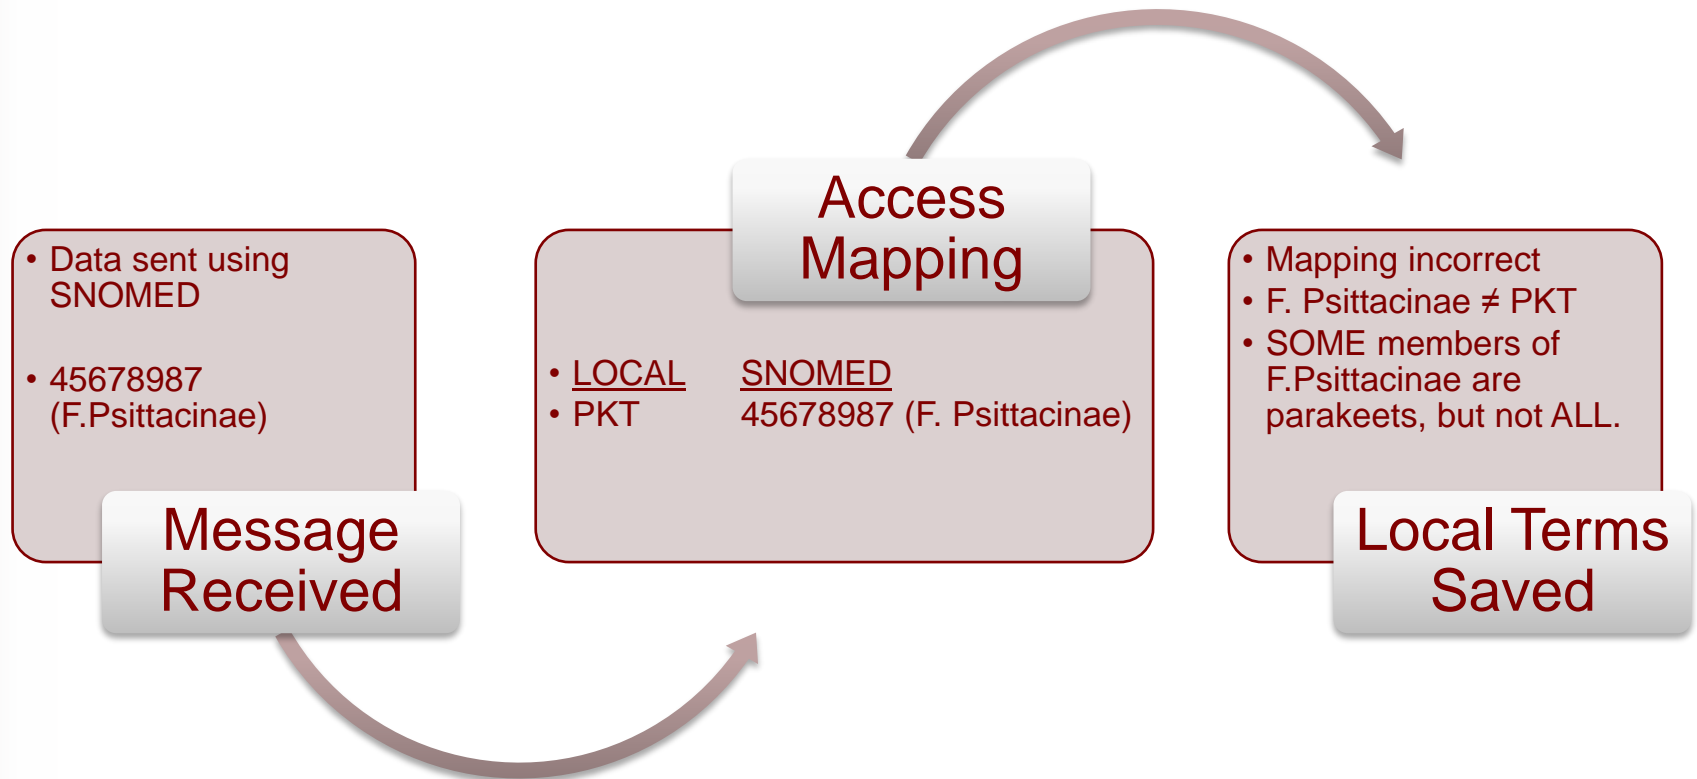 • Data sent using
SNOMED
• 45678987
(F.Psittacinae)
Message
Received
Access
Mapping
• LOCAL SNOMED
• PKT 45678987 (F. Psittacinae)
• Mapping incorrect
• F. Psittacinae ≠ PKT
• SOME members of
F.Psittacinae are
parakeets, but not ALL.
Local Terms
Saved